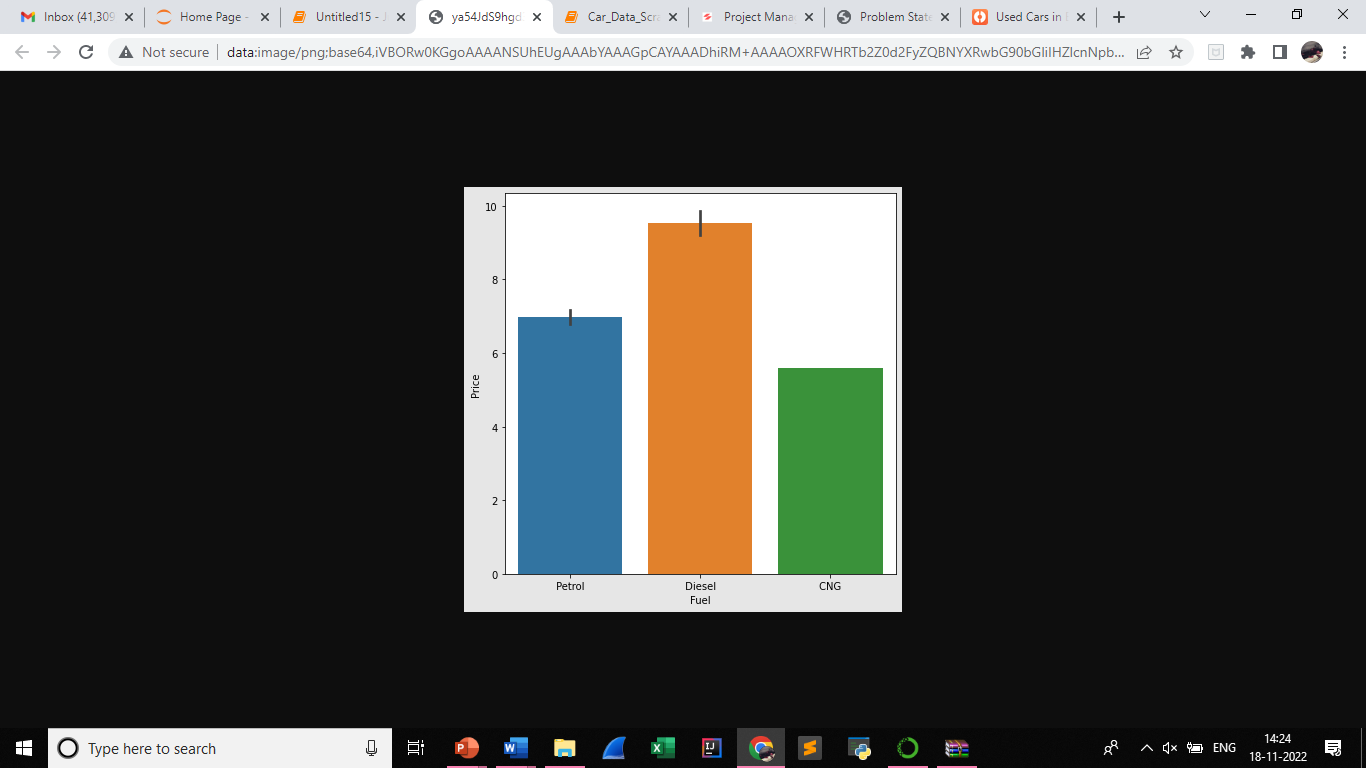 Inbox (41,309
Home Page -
Untitled15 - J
ya54JdS9hgd
Car_Data_Scra
Project Mana
Problem State
Used Cars in
Not secure
data:image/png;base64,iVBORw0KGgoAAAANSUhEUgAAAbYAAAGpCAYAAADhiRM+AAAAOXRFWHRTb2Z0d2FyZQBNYXRwbG90bGliIHZlcnNpb...
10
8
6
4
2
0
Price
Petrol
Diesel
CNG
Fuel
Type here to search
ENG
14:24
18-11-2022